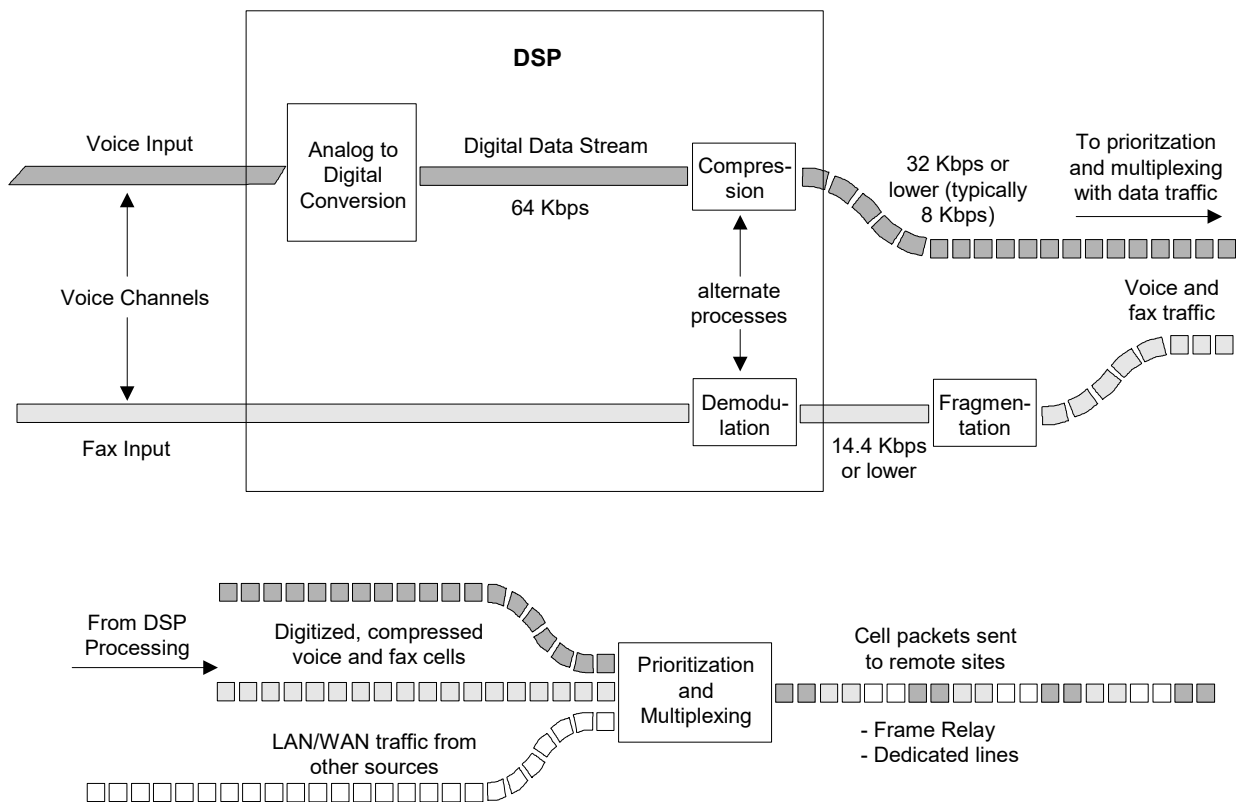 DSP
Voice Input
Analog to
Digital
Conversion
Digital Data Stream
64 Kbps
Compres-
sion
32 Kbps or
lower (typically
8 Kbps)
To prioritzation
and multiplexing
with data traffic
Voice Channels
alternate
processes
Voice and
fax traffic
Fax Input
Demodu-
lation
14.4 Kbps
or lower
Fragmen-
tation
From DSP
Processing
Digitized, compressed
voice and fax cells
LAN/WAN traffic from
other sources
Prioritization
and
Multiplexing
Cell packets sent
to remote sites
- Frame Relay
- Dedicated lines